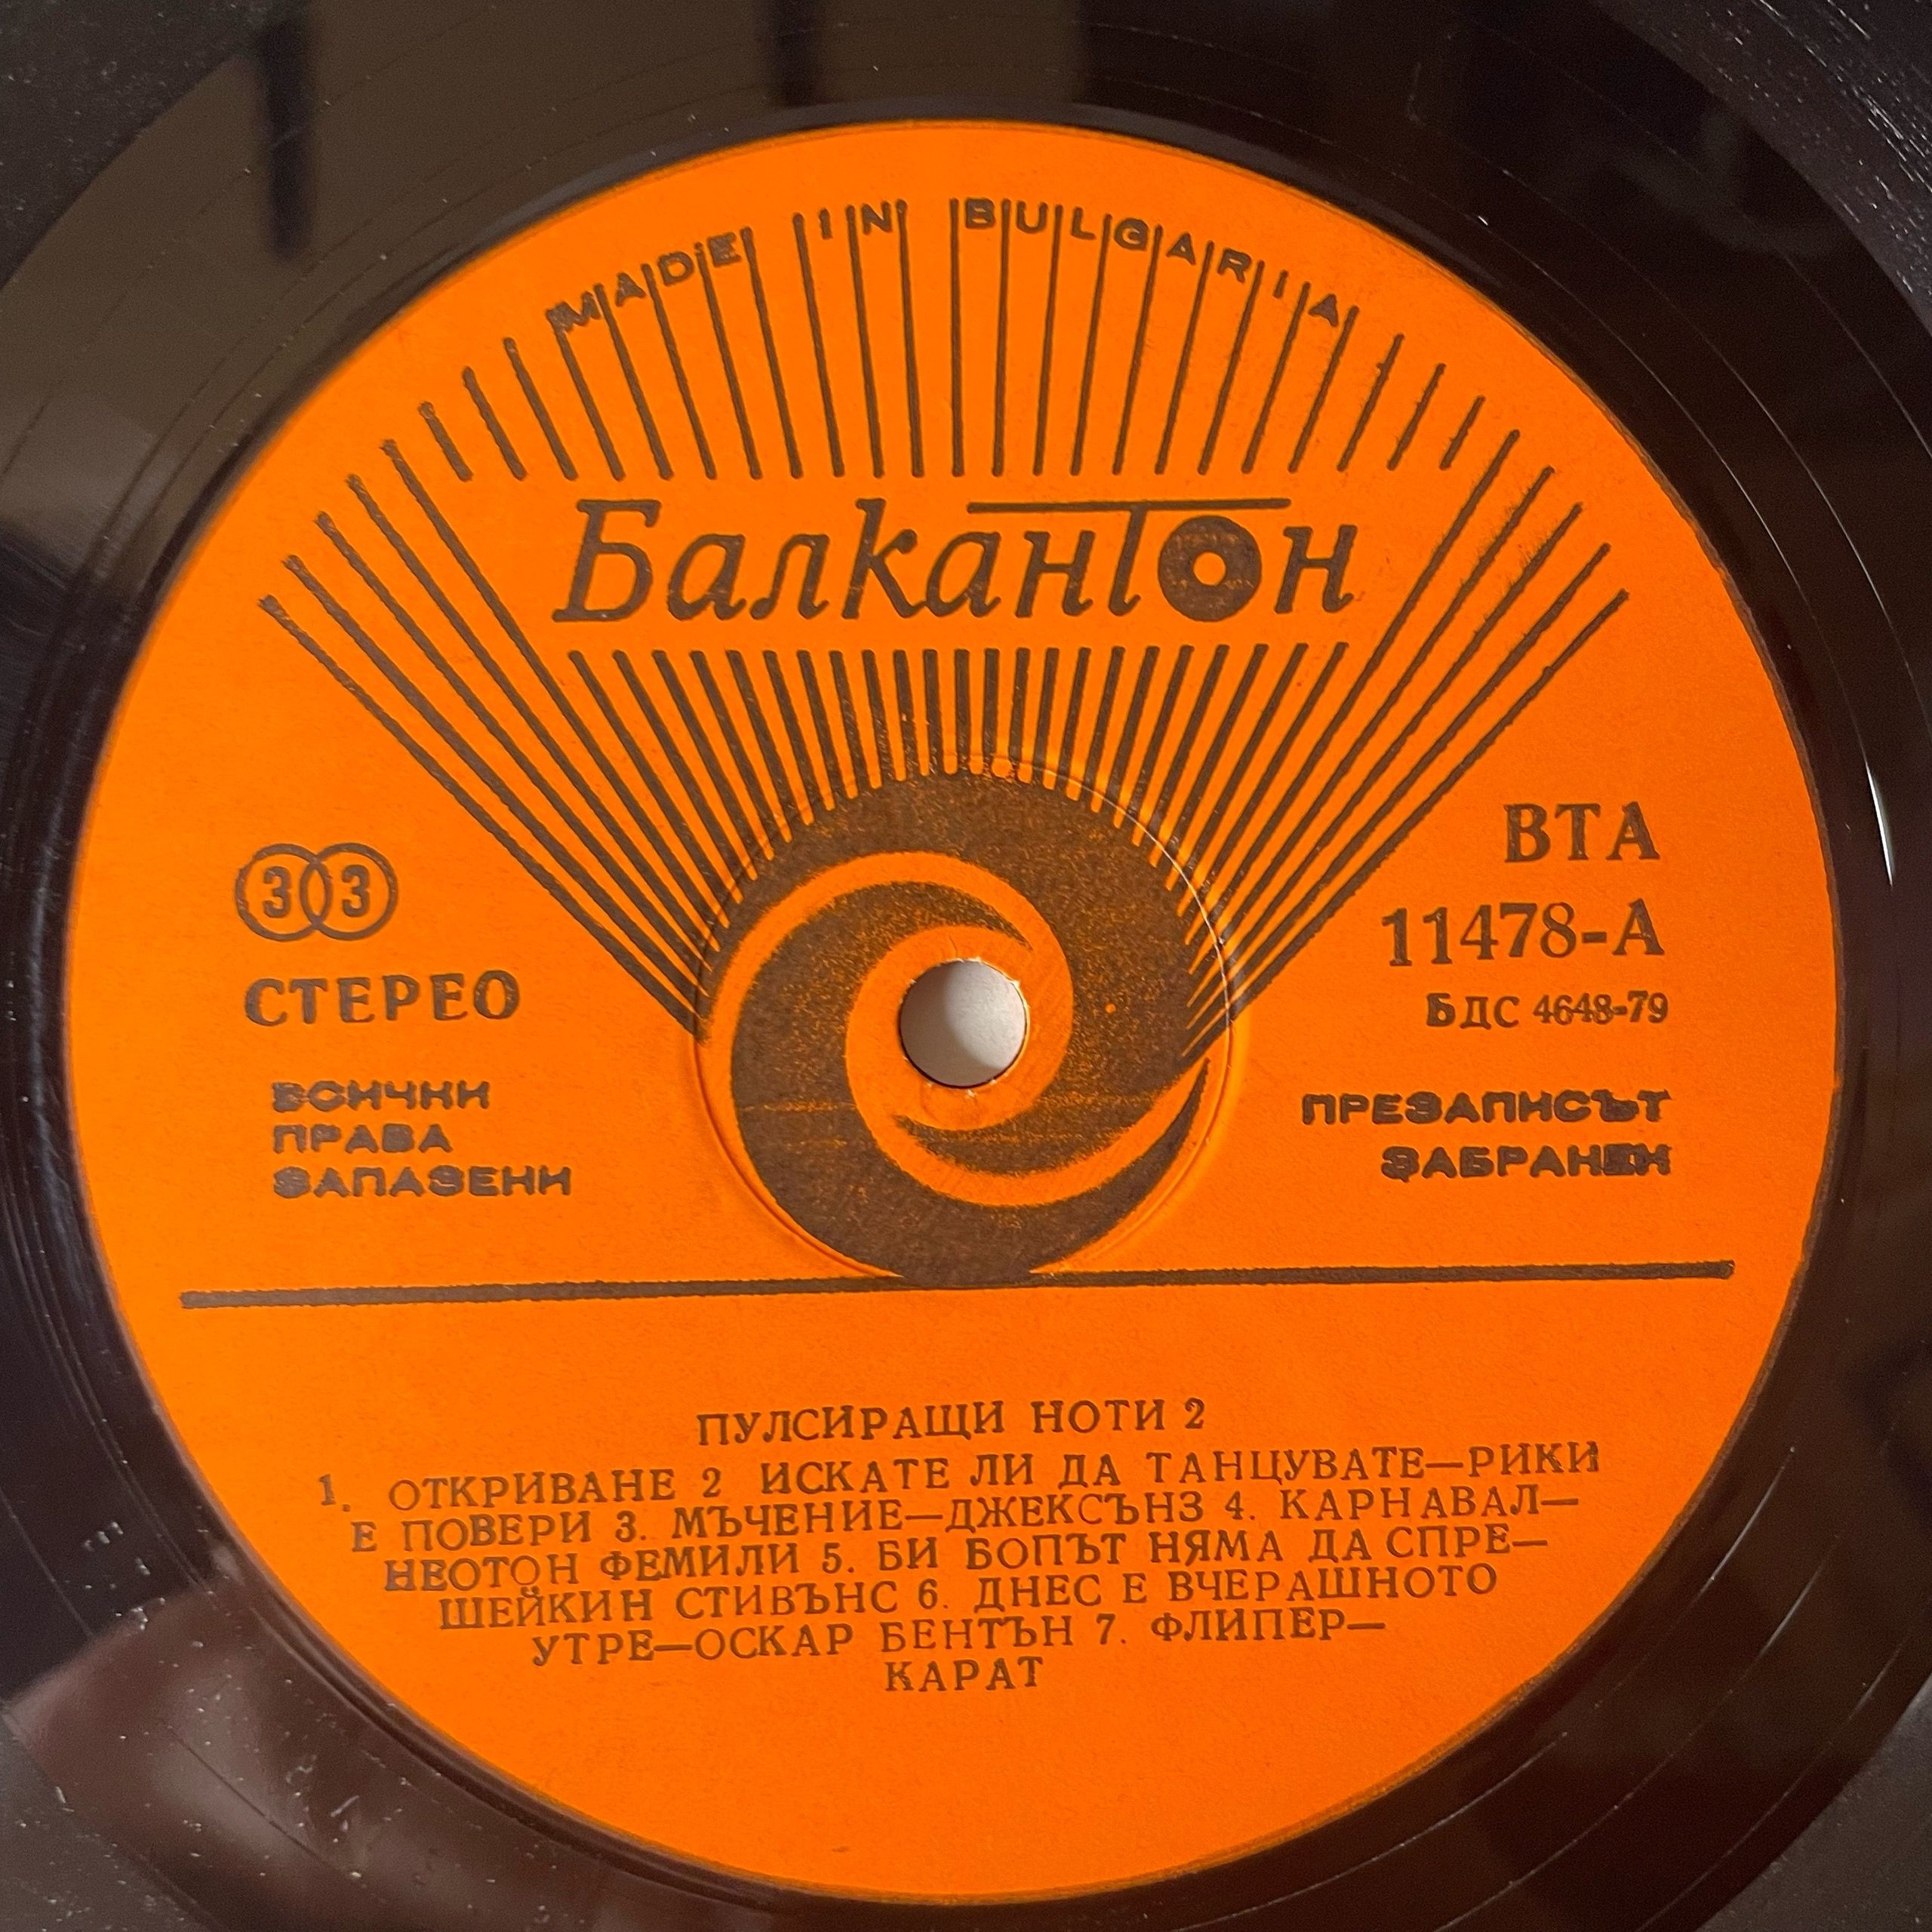 MADE IN BULGARIA
Балкантон
33
СТЕРЕО
ВСИЧКИ
ПРАВА
ЗАПАЗЕНИ
ВТА
11478-А
БДС 4648-79
ПРЕЗАПИСЪТ
ЗАБРАНЕН
ПУЛСИРАЩИ НОТИ 2
1. ОТКРИВАНЕ 2 ИСКАТЕ ЛИ ДА ТАНЦУВАТЕ—РИКИ
Е ПОВЕРИ 3. МЪЧЕНИЕ—ДЖЕКСЪНЗ 4. КАРНАВАЛ—
НЕОТОН ФЕМИЛИ 5. БИ БОПЪТ НЯМА ДА СПРЕ—
ШЕЙКИН СТИВЪНС 6. ДНЕС Е ВЧЕРАШНОТО
УТРЕ—ОСКАР БЕНТЪН 7. ФЛИПЕР—
КАРАТ